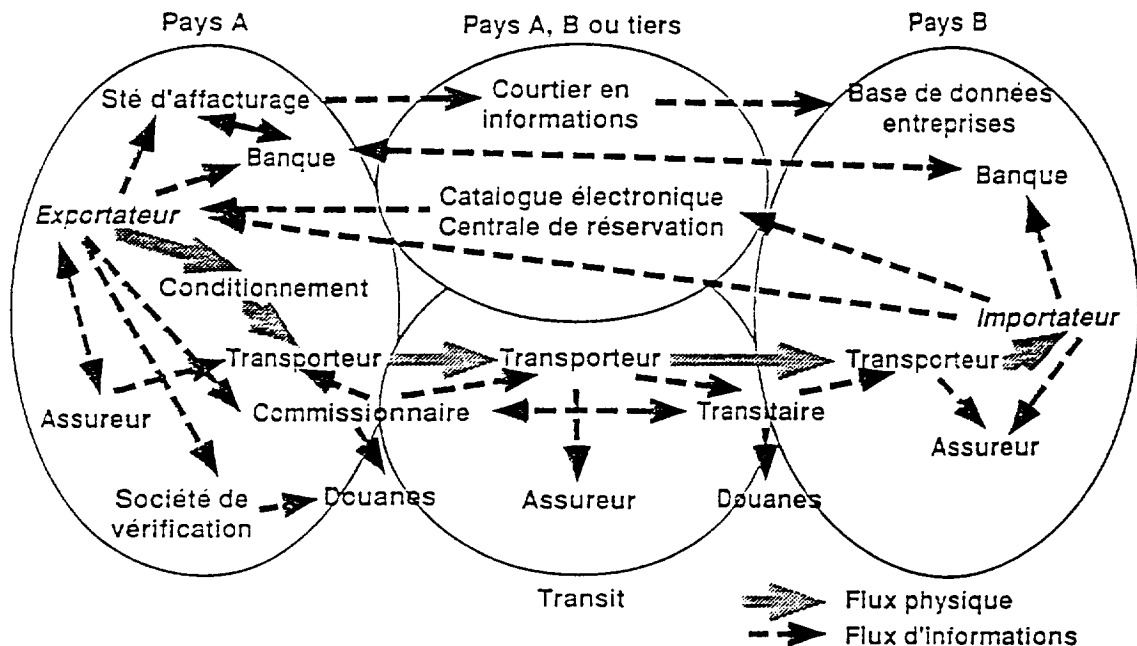 Pays A
Pays A, B ou tiers
Pays B
Sté d'affacturage
Courtier en
informations
Base de données
entreprises
Banque
Banque
Catalogue électronique
Centrale de réservation
Exportateur
Conditionnement
Importateur
Transporteur
Transporteur
Transporteur
Assureur
Commissionnaire
Transitaire
Assureur
Société de
vérification
Douanes
Assureur
Douanes
Transit
Flux physique
Flux d'informations